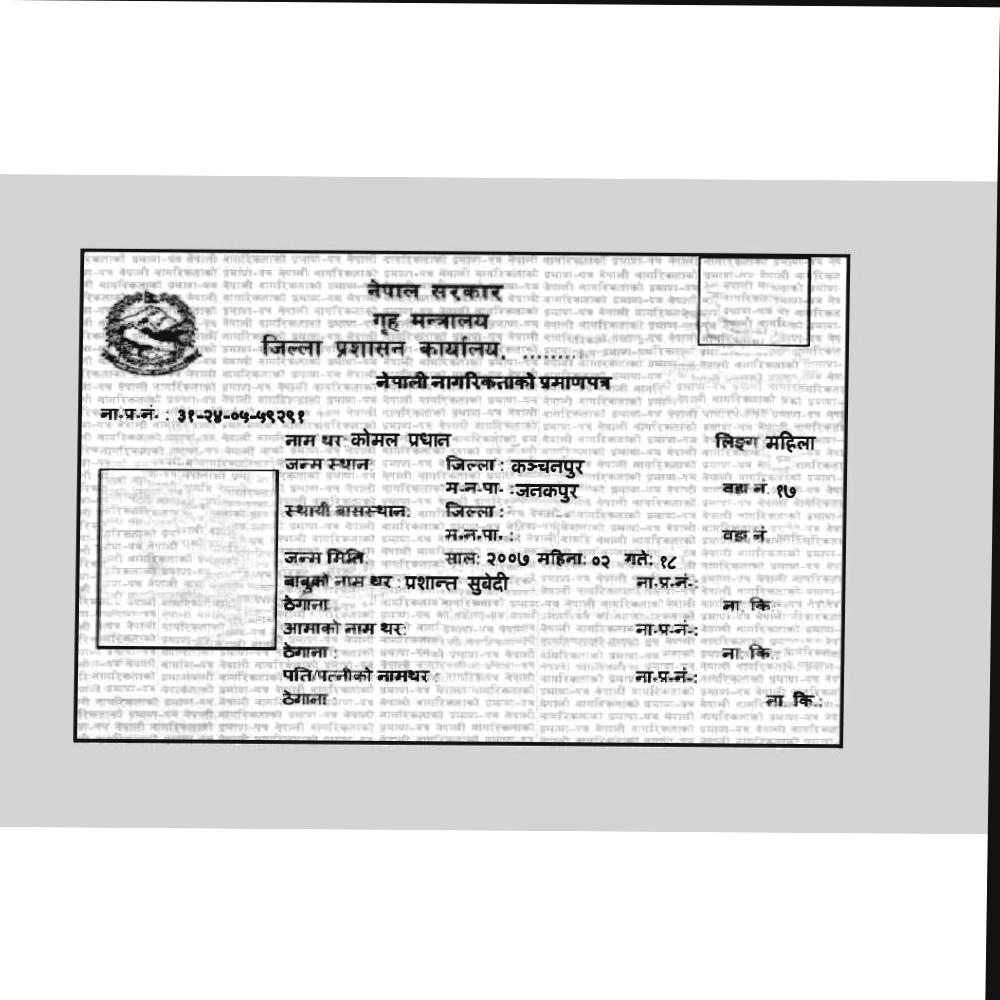 नेपाल सरकार
गृह मन्त्रालय
जिल्ला प्रशासन कार्यालय, ........
नेपाली नागरिकताको प्रमाणपत्र
ना.प्र.नं. : ३१-२४-०५-५९२९१
नाम थर: कोमल प्रधान लिङ्ग महिला
जन्म स्थान: जिल्ला : कञ्चनपुर
म.न.पा. : जनकपुर वडा नं. १७
स्थायी बासस्थान: जिल्ला :
म.न.पा. : वडा नं.
जन्म मिति: साल: २००७ महिना: ०२ गते: १८
बाबुको नाम थर : प्रशान्त सुबेदी ना.प्र.नं.:
ठेगाना ना. कि.:
आमाको नाम थर: ना.प्र.नं.:
ठेगाना : ना. कि.:
पति/पत्नीको नामथर : ना.प्र.नं.:
ठेगाना : ना. कि.: